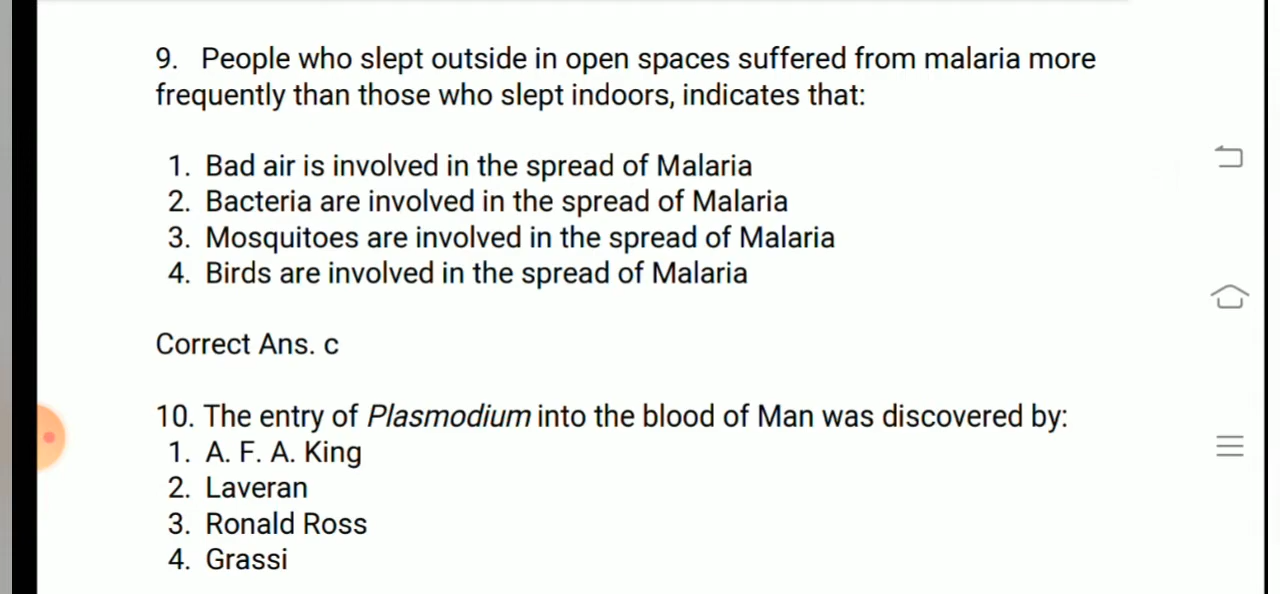 9. People who slept outside in open spaces suffered from malaria more
frequently than those who slept indoors, indicates that:
1. Bad air is involved in the spread of Malaria
2. Bacteria are involved in the spread of Malaria
3. Mosquitoes are involved in the spread of Malaria
4. Birds are involved in the spread of Malaria
Correct Ans. c
10. The entry of Plasmodium into the blood of Man was discovered by:
1. A. F. A. King
2. Laveran
3. Ronald Ross
4. Grassi